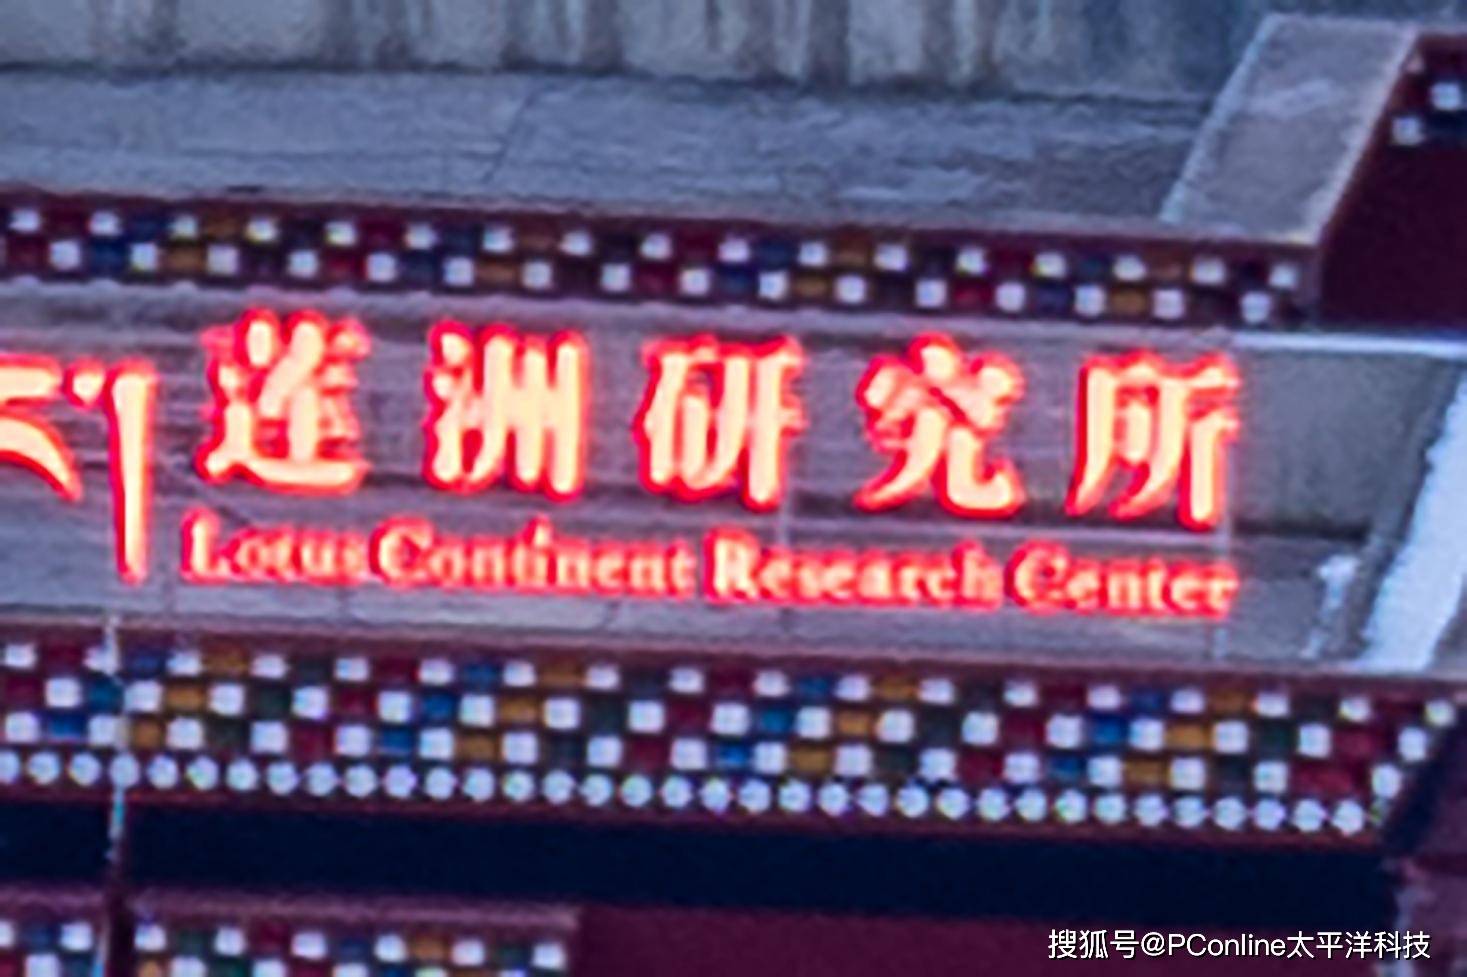 莲洲研究所
Lotus Continent Research Center
搜狐号@PConline太平洋科技